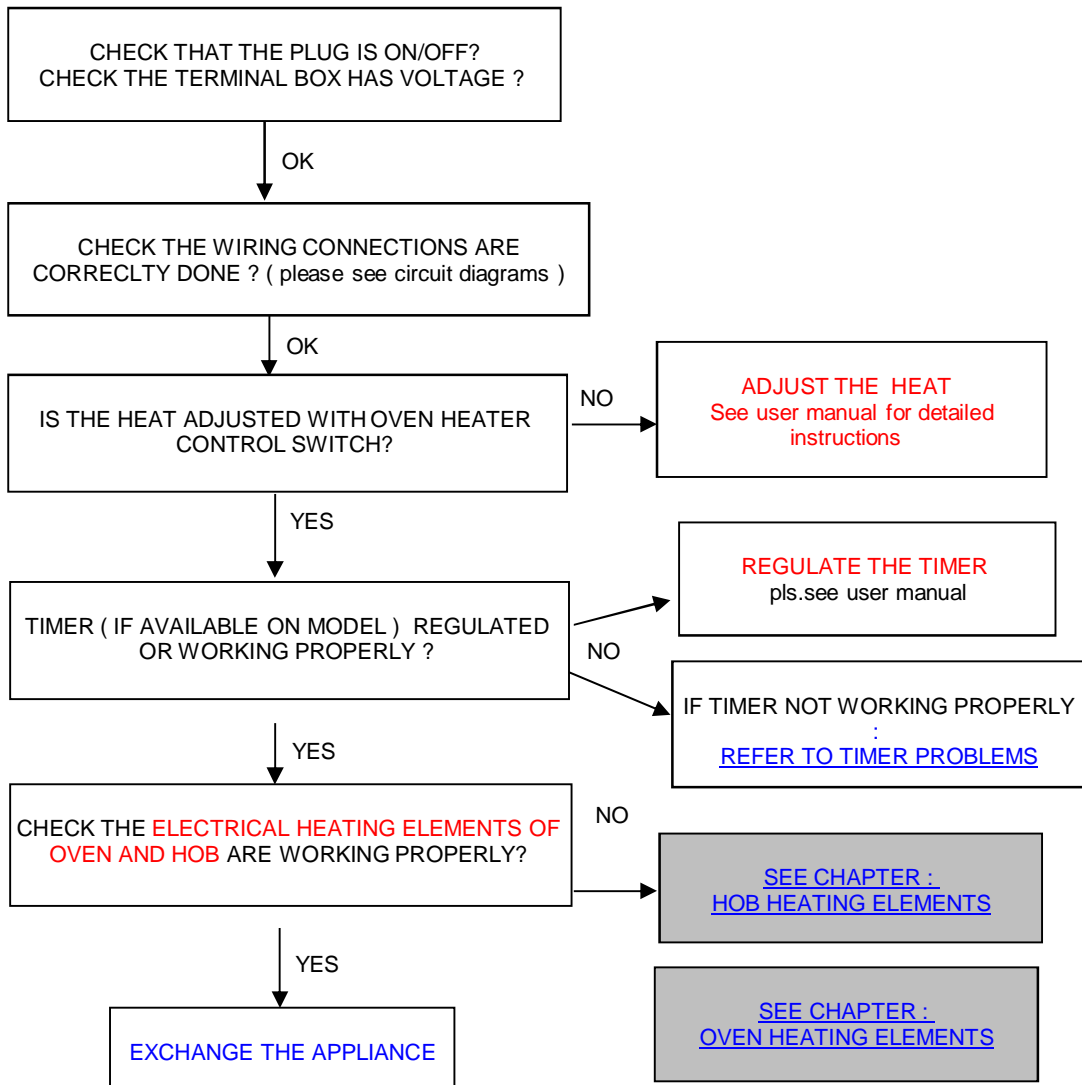 CHECK THAT THE PLUG IS ON/OFF?
CHECK THE TERMINAL BOX HAS VOLTAGE ?
OK
CHECK THE WIRING CONNECTIONS ARE
CORRECLTY DONE ? ( please see circuit diagrams )
OK
IS THE HEAT ADJUSTED WITH OVEN HEATER
CONTROL SWITCH?
NO
ADJUST THE HEAT
See user manual for detailed
instructions
YES
TIMER ( IF AVAILABLE ON MODEL ) REGULATED
OR WORKING PROPERLY ?
NO
REGULATE THE TIMER
pls.see user manual
IF TIMER NOT WORKING PROPERLY
:
REFER TO TIMER PROBLEMS
YES
CHECK THE ELECTRICAL HEATING ELEMENTS OF
OVEN AND HOB ARE WORKING PROPERLY?
NO
SEE CHAPTER :
HOB HEATING ELEMENTS
YES
SEE CHAPTER :
OVEN HEATING ELEMENTS
EXCHANGE THE APPLIANCE